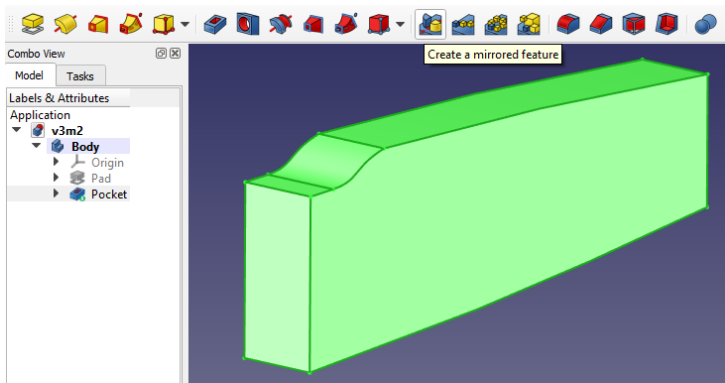 Combo View
Create a mirrored feature
Model Tasks
Labels & Attributes
Application
v3m2
Body
Origin
Pad
Pocket